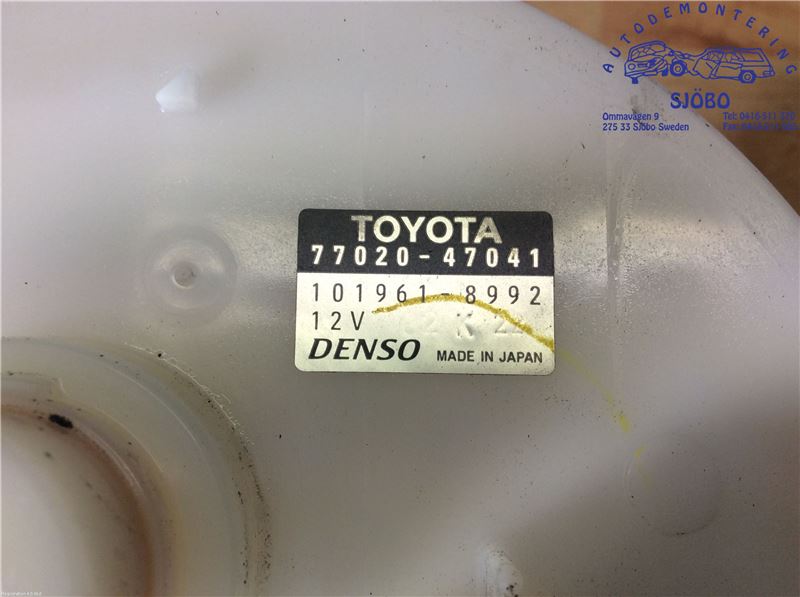 AUTODEMONTERING
SJÖBO
Ommavägen 9
275 33 Sjöbo Sweden
TOYOTA
77020-47041
101961-8992
12V
DENSO MADE IN JAPAN